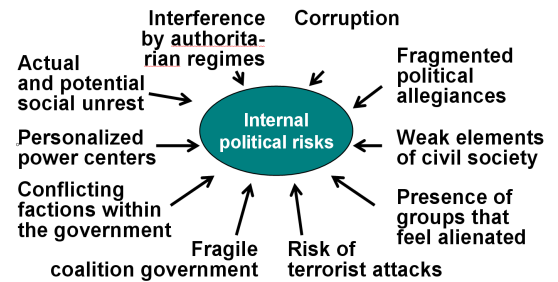 Interference
by authorita-
rian regimes
Corruption
Actual
and potential
social unrest
Fragmented
political
allegiances
Internal
political risks
Personalized
power centers
Weak elements
of civil society
Conflicting
factions within
the government
Presence of
groups that
feel alienated
Fragile
coalition government
Risk of
terrorist attacks